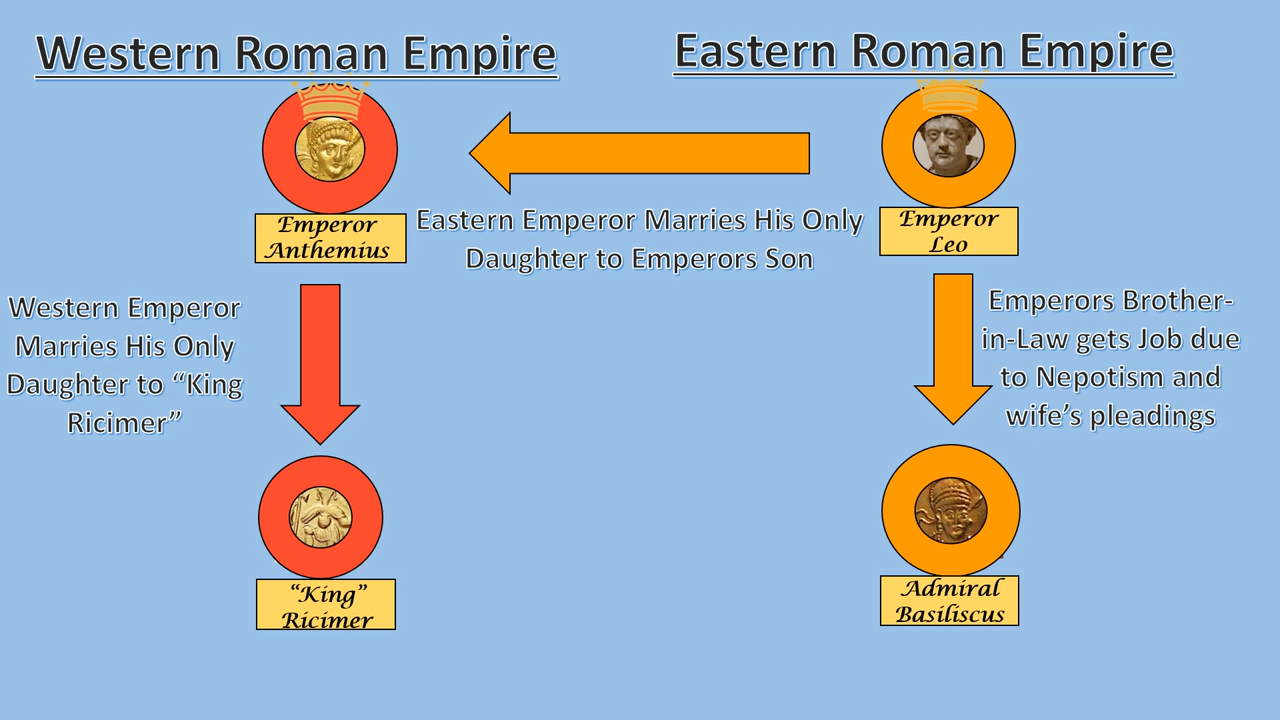 Western Roman Empire
Eastern Roman Empire
Emperor
Anthemius
Eastern Emperor Marries His Only
Daughter to Emperors Son
Emperor
Leo
Western Emperor
Marries His Only
Daughter to “King
Ricimer”
Emperors Brother-
in-Law gets Job due
to Nepotism and
wife’s pleadings
“King”
Ricimer
Admiral
Basiliscus